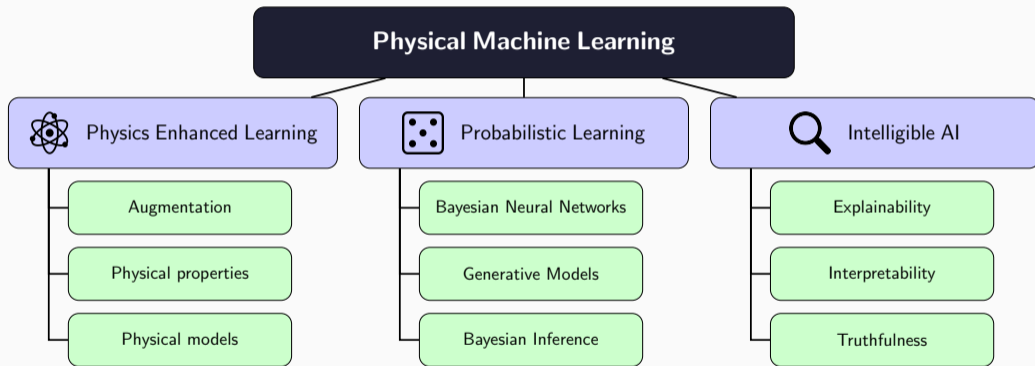 Physical Machine Learning
Physics Enhanced Learning
Augmentation
Physical properties
Physical models
Probabilistic Learning
Bayesian Neural Networks
Generative Models
Bayesian Inference
Intelligible AI
Explainability
Interpretability
Truthfulness